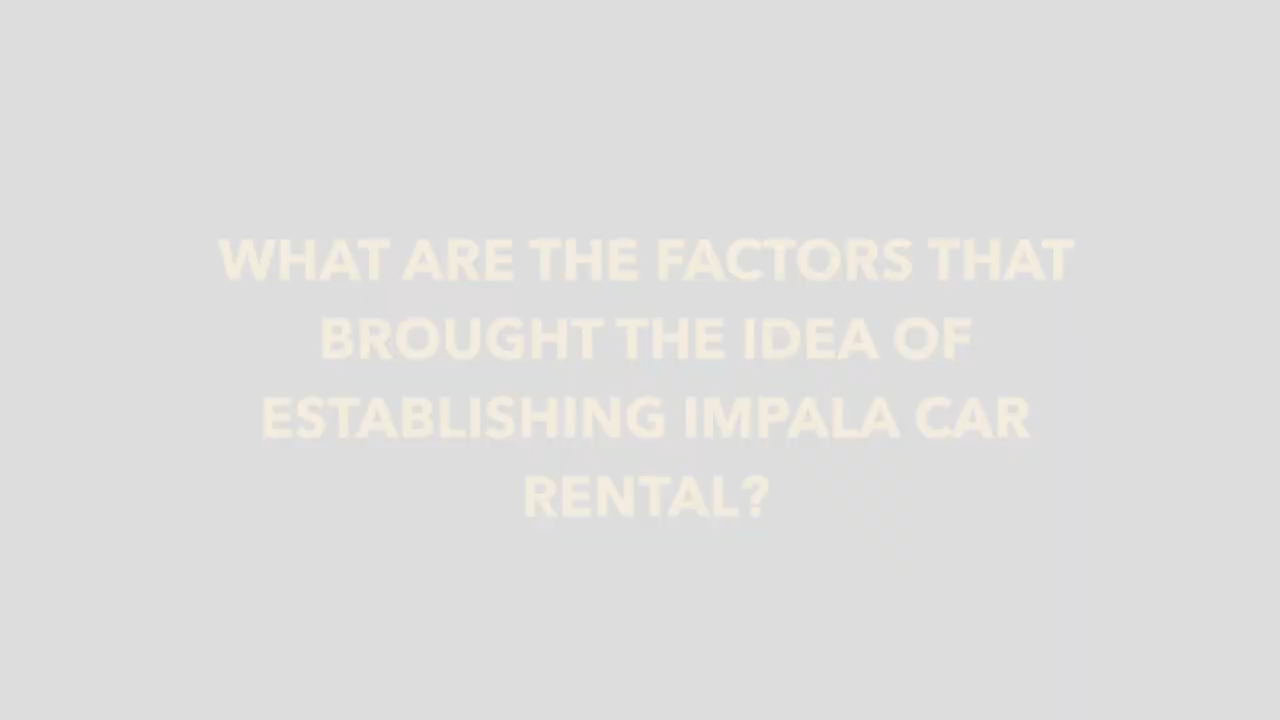 WHAT ARE THE FACTORS THAT
BROUGHT THE IDEA OF
ESTABLISHING IMPALA CAR
RENTAL?